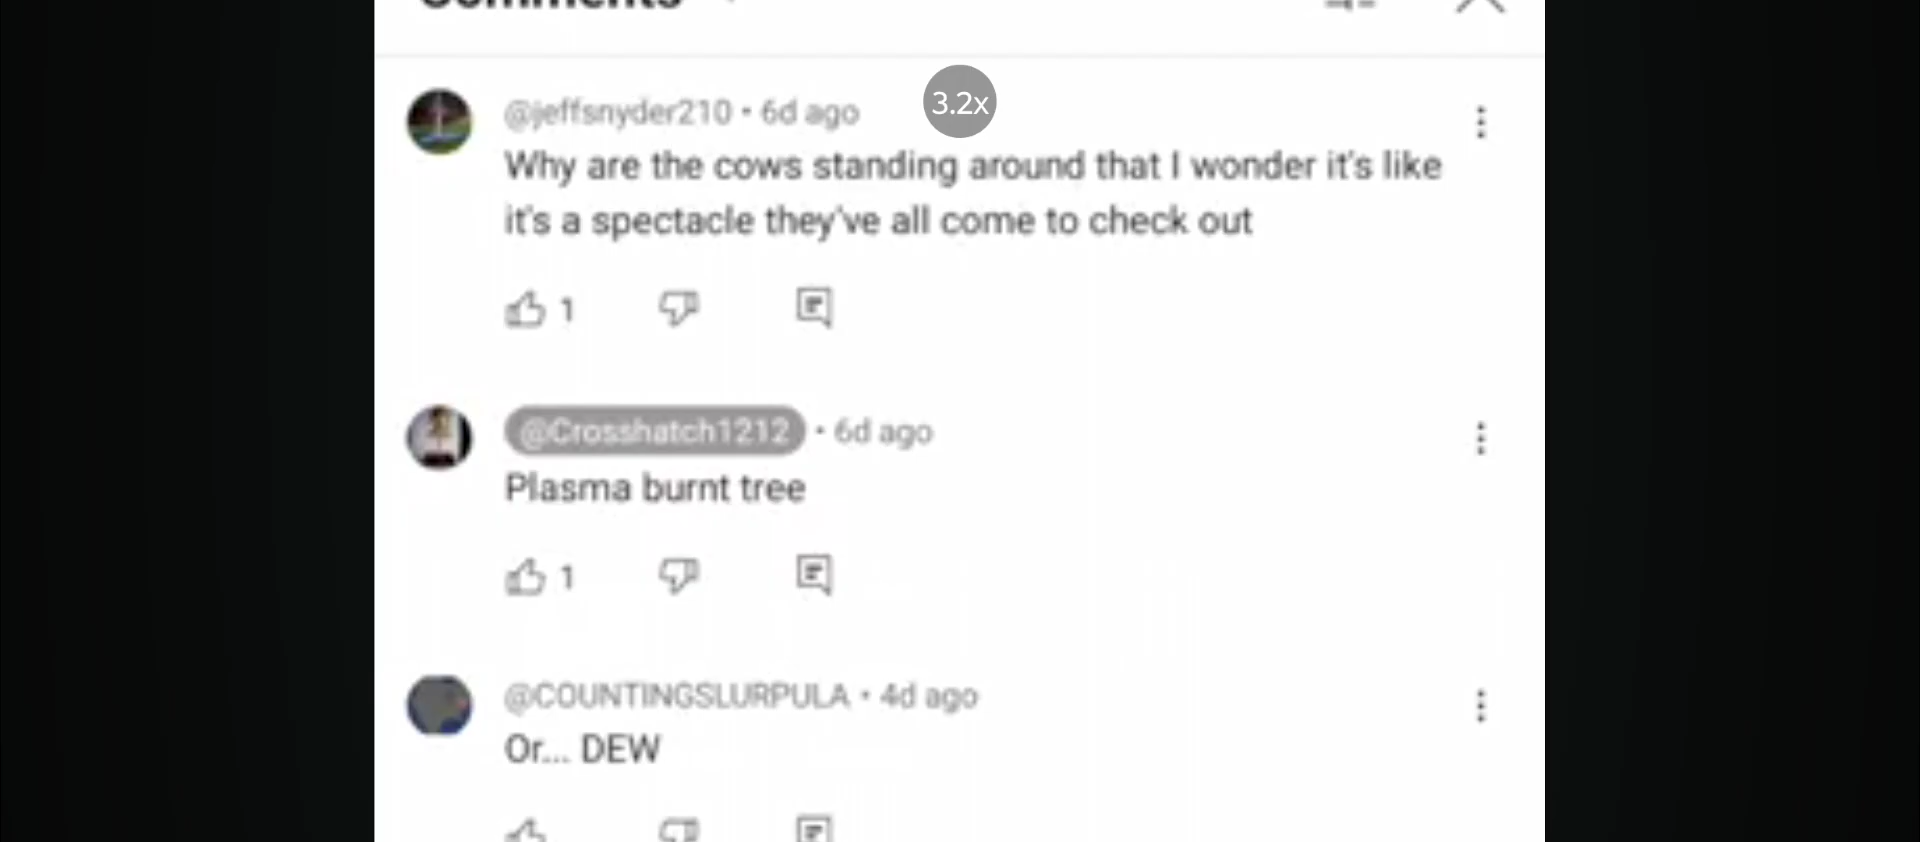 Comments
@jeffsnyder210 • 6d ago
3.2x
Why are the cows standing around that I wonder it's like
it's a spectacle they've all come to check out
1
@Crosshatch1212 • 6d ago
Plasma burnt tree
1
@COUNTINGSLURPULA • 4d ago
Or... DEW